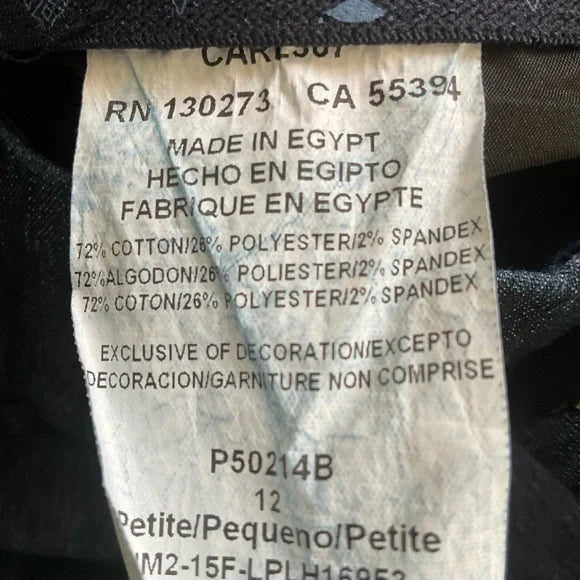 RN 130273 CA 55394
MADE IN EGYPT
HECHO EN EGIPTO
FABRIQUE EN EGYPTE
72% COTTON/26% POLYESTER/2% SPANDEX
72%ALGODON/26% POLIESTER/2% SPANDEX
72% COTON/26% POLYESTER/2% SPANDEX
EXCLUSIVE OF DECORATION/EXCEPTO
DECORACION/GARNITURE NON COMPRISE
P50214B
12
Petite/Pequeno/Petite